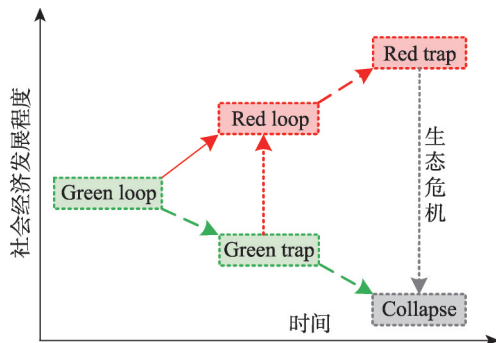 社会经济发展程度
Red trap
Red loop
Green loop
Green trap
生态危机
Collapse
时间